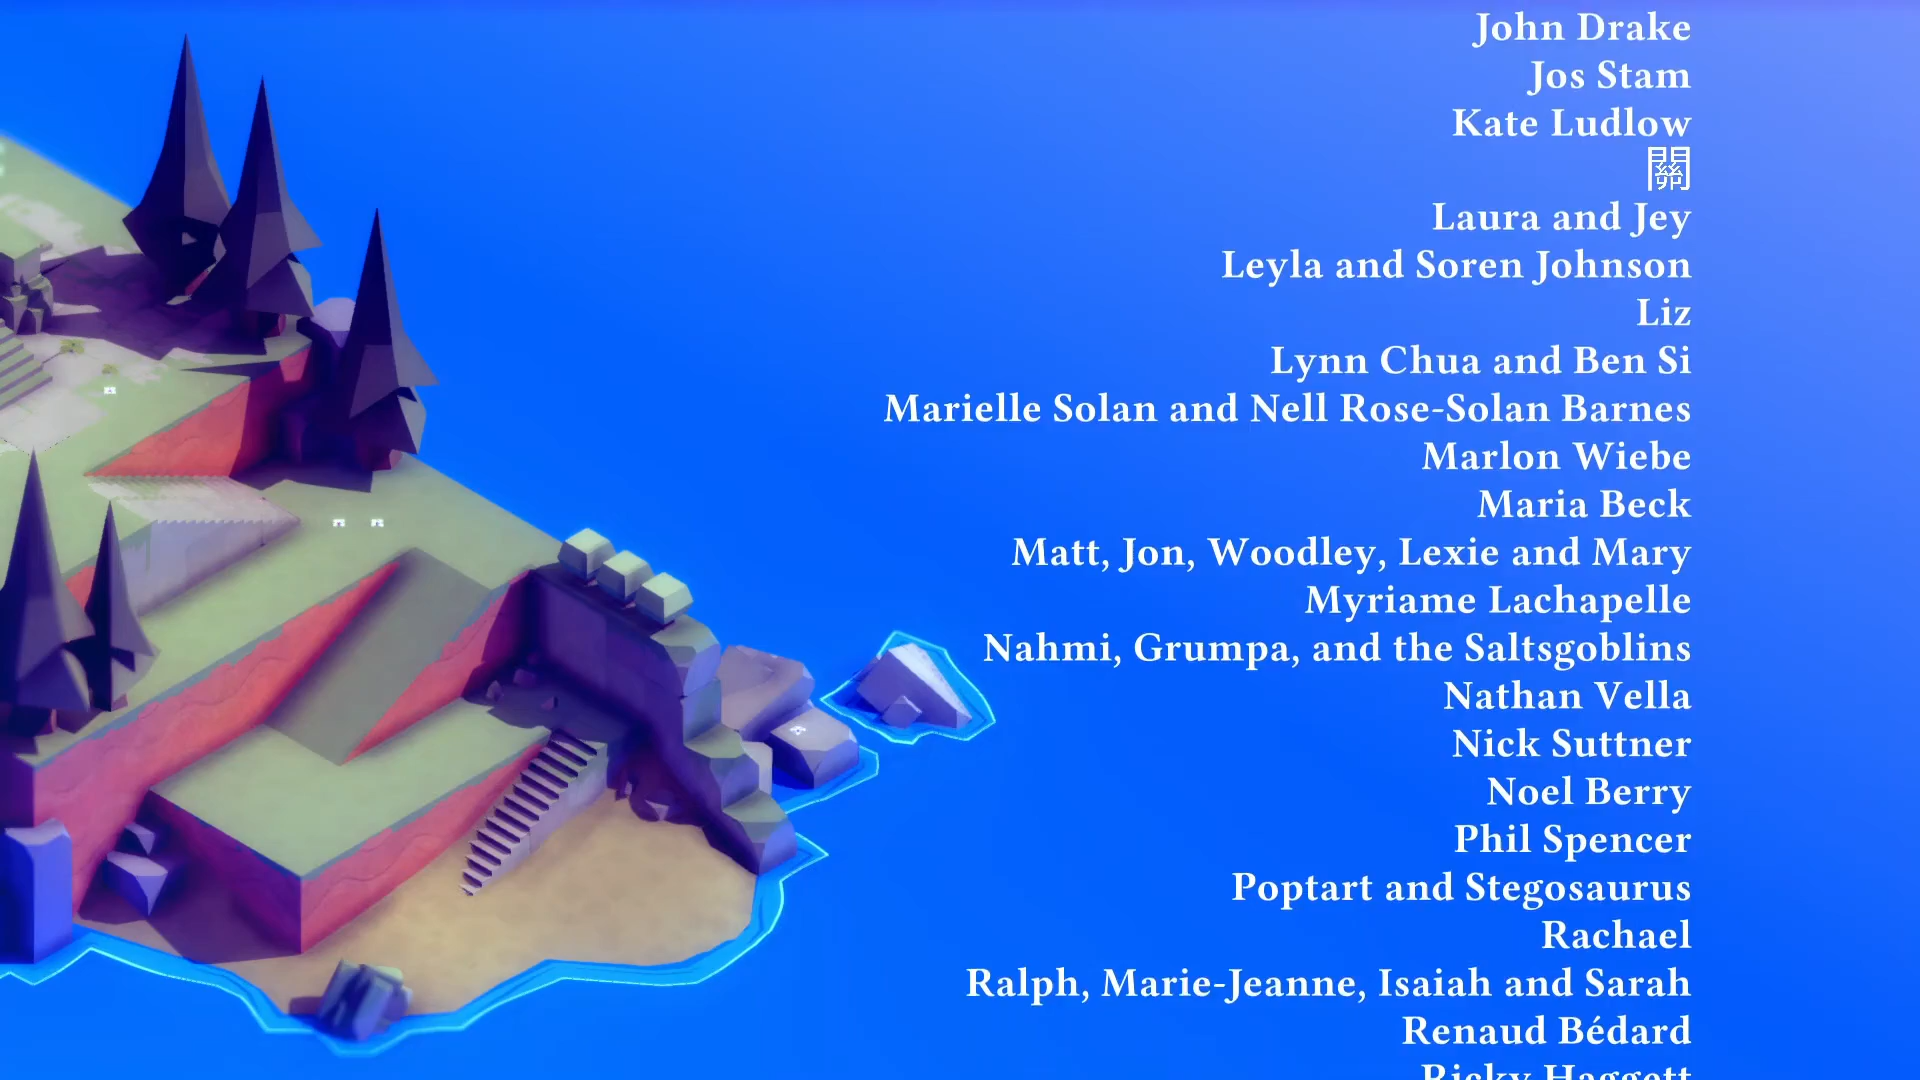 John Drake
Jos Stam
Kate Ludlow
關
Laura and Jey
Leyla and Soren Johnson
Liz
Lynn Chua and Ben Si
Marielle Solan and Nell Rose-Solan Barnes
Marlon Wiebe
Maria Beck
Matt, Jon, Woodley, Lexie and Mary
Myriame Lachapelle
Nahmi, Grumpa, and the Saltsgoblins
Nathan Vella
Nick Suttner
Noel Berry
Phil Spencer
Poptart and Stegosaurus
Rachael
Ralph, Marie-Jeanne, Isaiah and Sarah
Renaud Bédard
Ricky Haggett